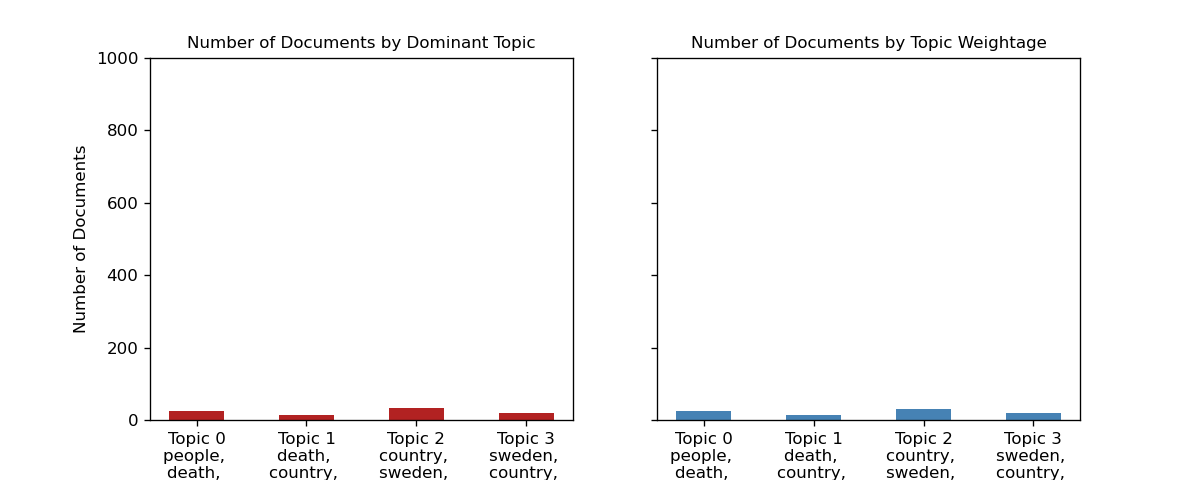 Number of Documents by Dominant Topic
Number of Documents by Topic Weightage
Number of Documents
1000
800
600
400
200
0
Topic 0
people,
death,
Topic 1
death,
country,
Topic 2
country,
sweden,
Topic 3
sweden,
country,
Topic 0
people,
death,
Topic 1
death,
country,
Topic 2
country,
sweden,
Topic 3
sweden,
country,